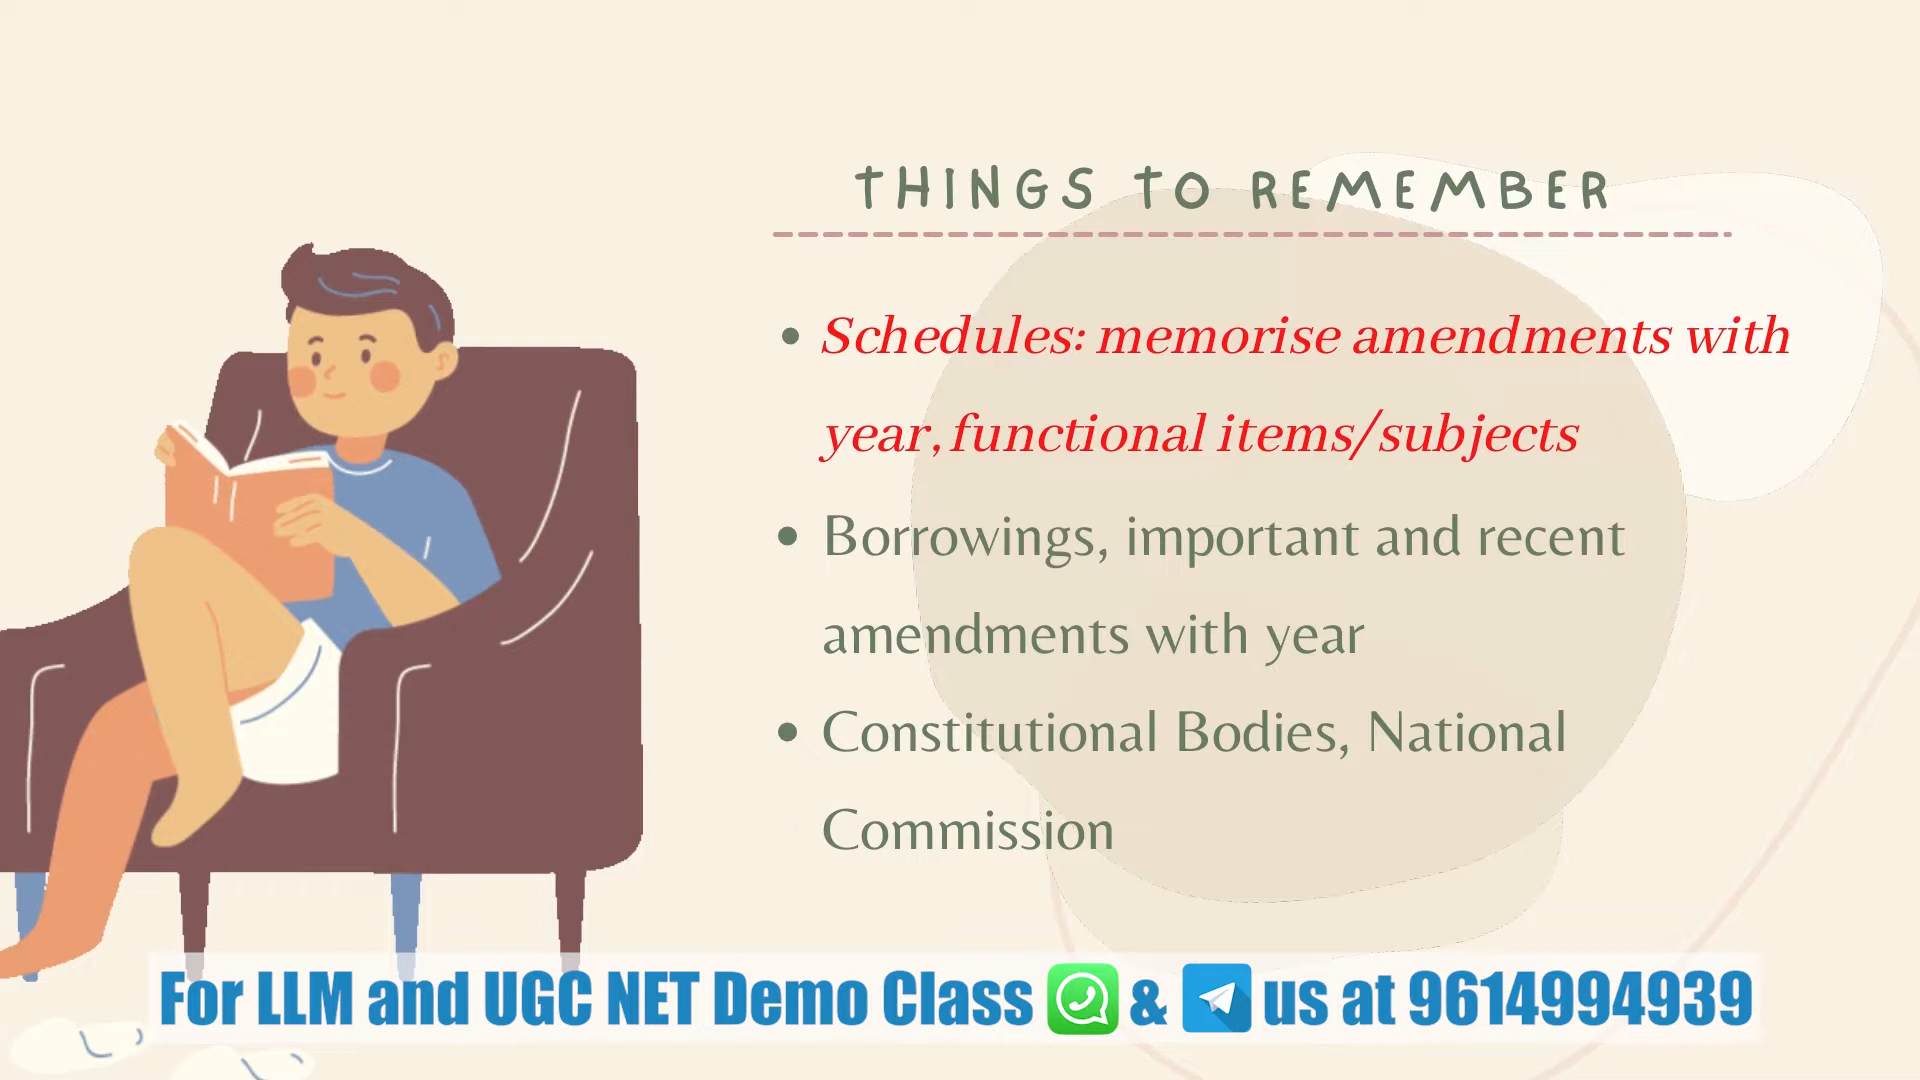 THINGS TO REMEMBER
• Schedules: memorise amendments with
year, functional items/subjects
• Borrowings, important and recent
amendments with year
• Constitutional Bodies, National
Commission
For LLM and UGC NET Demo Class & us at 9614994939